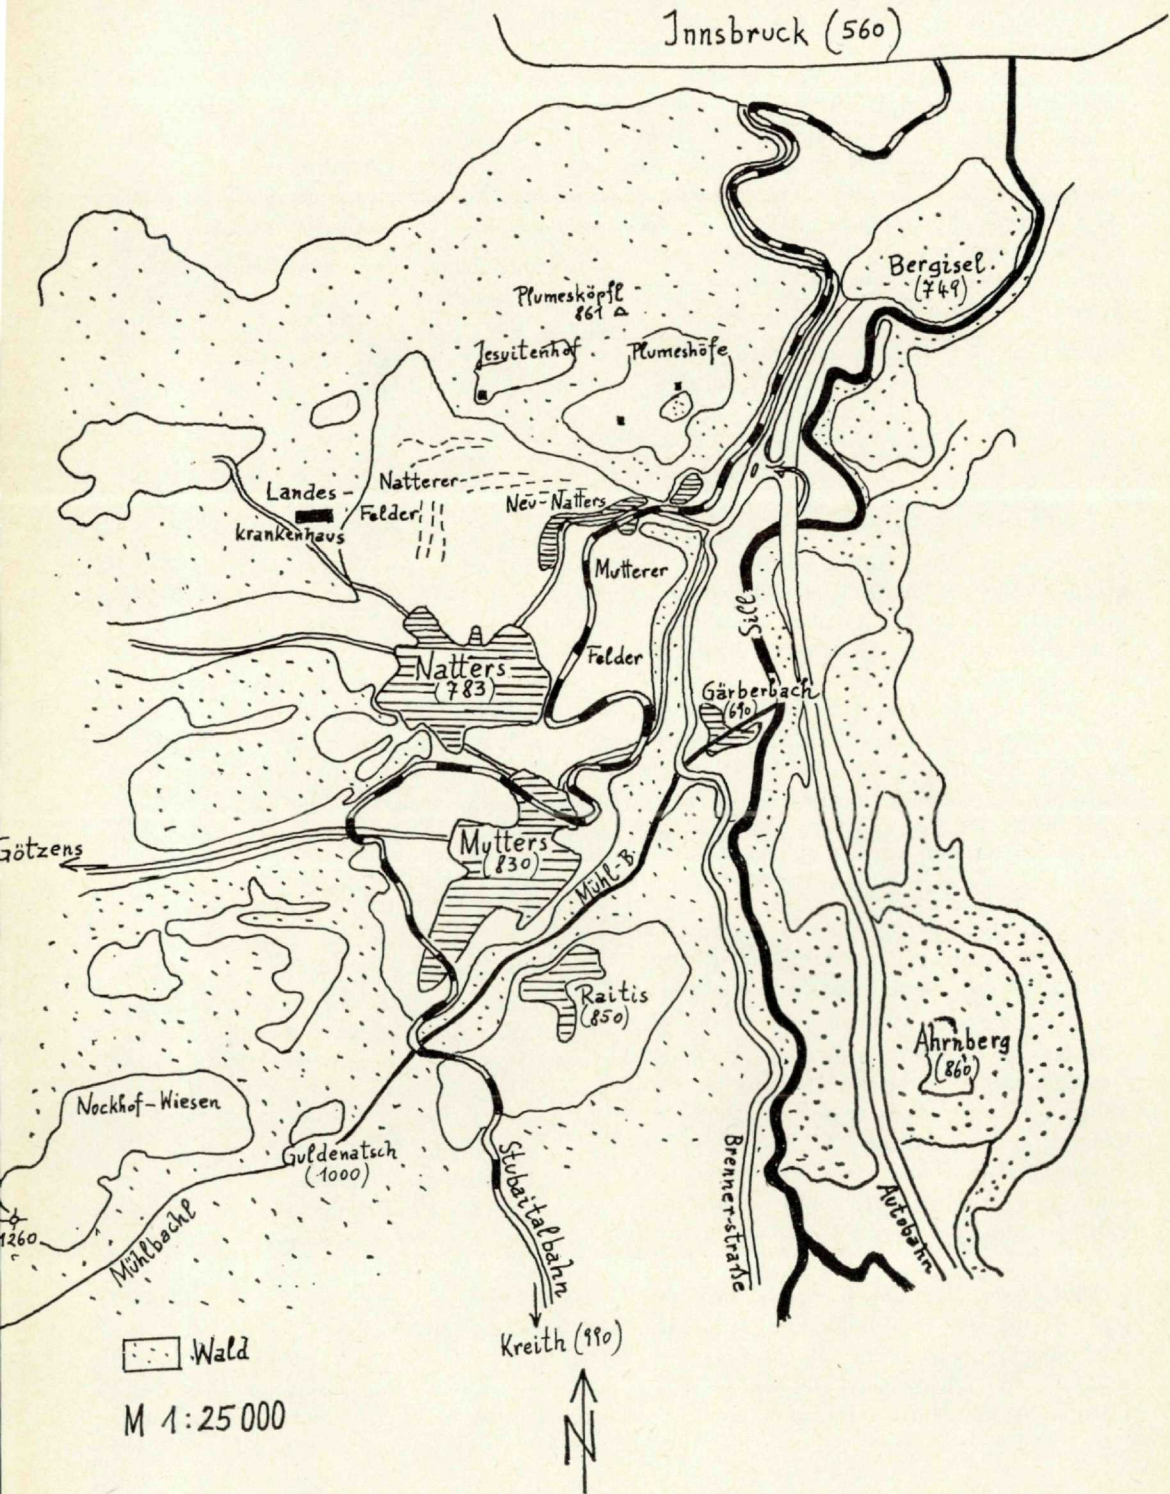 Innsbruck (560)
Bergisel
(749)
Plumesköpfl
861
Jesuitenhof
Plumeshöfe
Landes-
krankenhaus
Natterer
Felder
Neu-Natters
Mutterer
Felder
Sill
Natters
(783)
Gärberbach
(690)
Götzens
Mutters
(830)
Mühl-B.
Raitis
(850)
Ahrnberg
(860)
Nockhof-Wiesen
Guldenatsch
(1000)
1260
Mühlbachl
Stubaitalbahn
Brenner-straße
Autobahn
Kreith (990)
Wald
M 1:25000
N